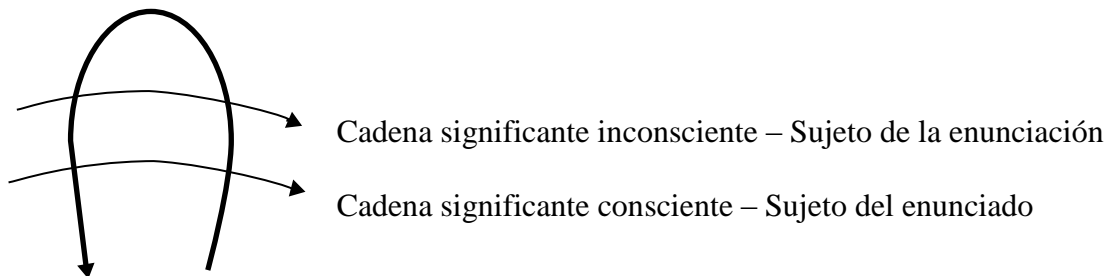 Cadena significante inconsciente – Sujeto de la enunciación
Cadena significante consciente – Sujeto del enunciado